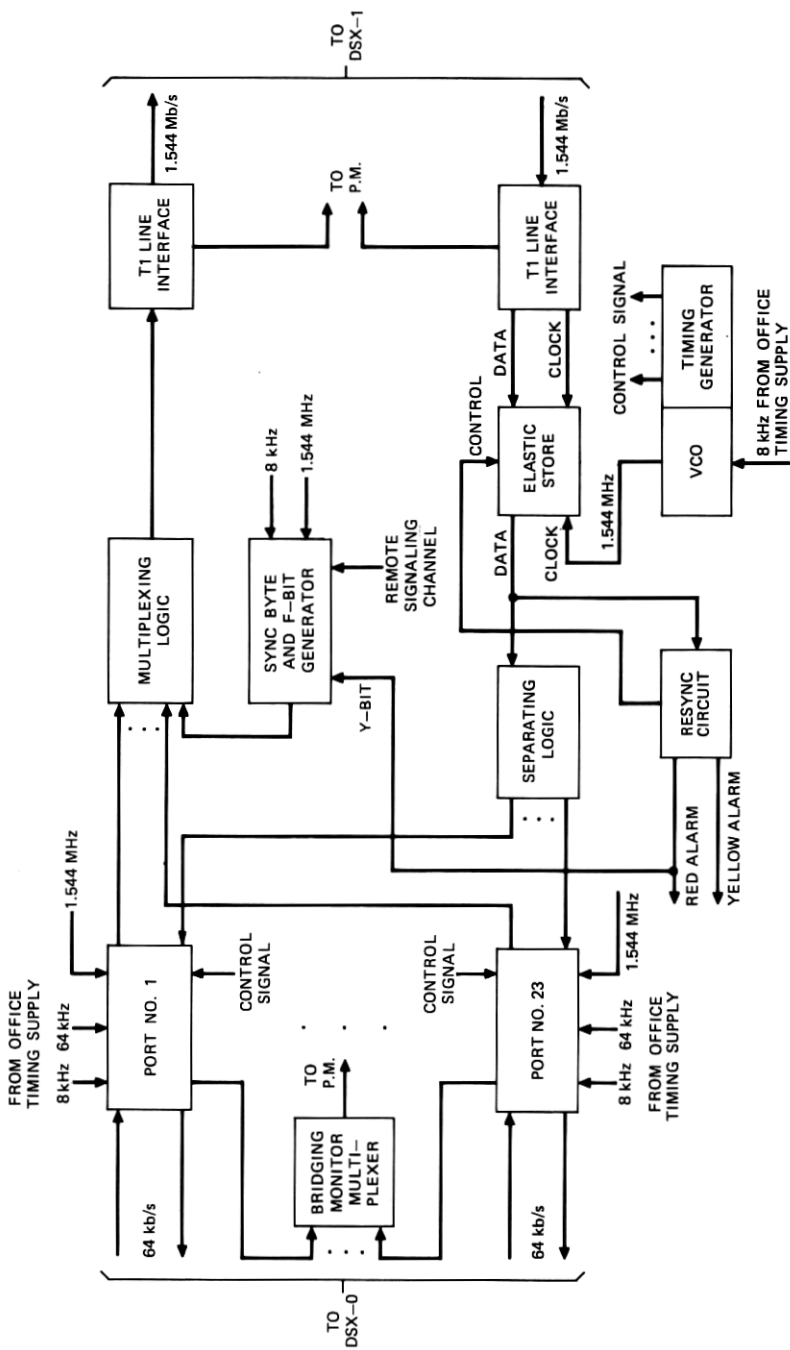 FROM OFFICE
TIMING SUPPLY
8 kHz 64 kHz
1.544 MHz
64 kb/s
PORT NO. 1
CONTROL
SIGNAL
. . .
MULTIPLEXING
LOGIC
T1 LINE
INTERFACE
1.544 Mb/s
TO
DSX–1
TO
P.M.
SYNC BYTE
AND F–BIT
GENERATOR
8 kHz
1.544 MHz
REMOTE
SIGNALING
CHANNEL
Y–BIT
TO
DSX–0
BRIDGING
MONITOR
MULTI–
PLEXER
. . .
TO
P.M.
. . .
CONTROL
SIGNAL
64 kb/s
PORT NO. 23
8 kHz 64 kHz
FROM OFFICE
TIMING SUPPLY
1.544 MHz
SEPARATING
LOGIC
. . .
DATA
CLOCK
ELASTIC
STORE
CONTROL
DATA
CLOCK
T1 LINE
INTERFACE
1.544 Mb/s
RED ALARM
YELLOW ALARM
RESYNC
CIRCUIT
1.544 MHz
VCO
TIMING
GENERATOR
CONTROL SIGNAL
. . .
8 kHz FROM OFFICE
TIMING SUPPLY